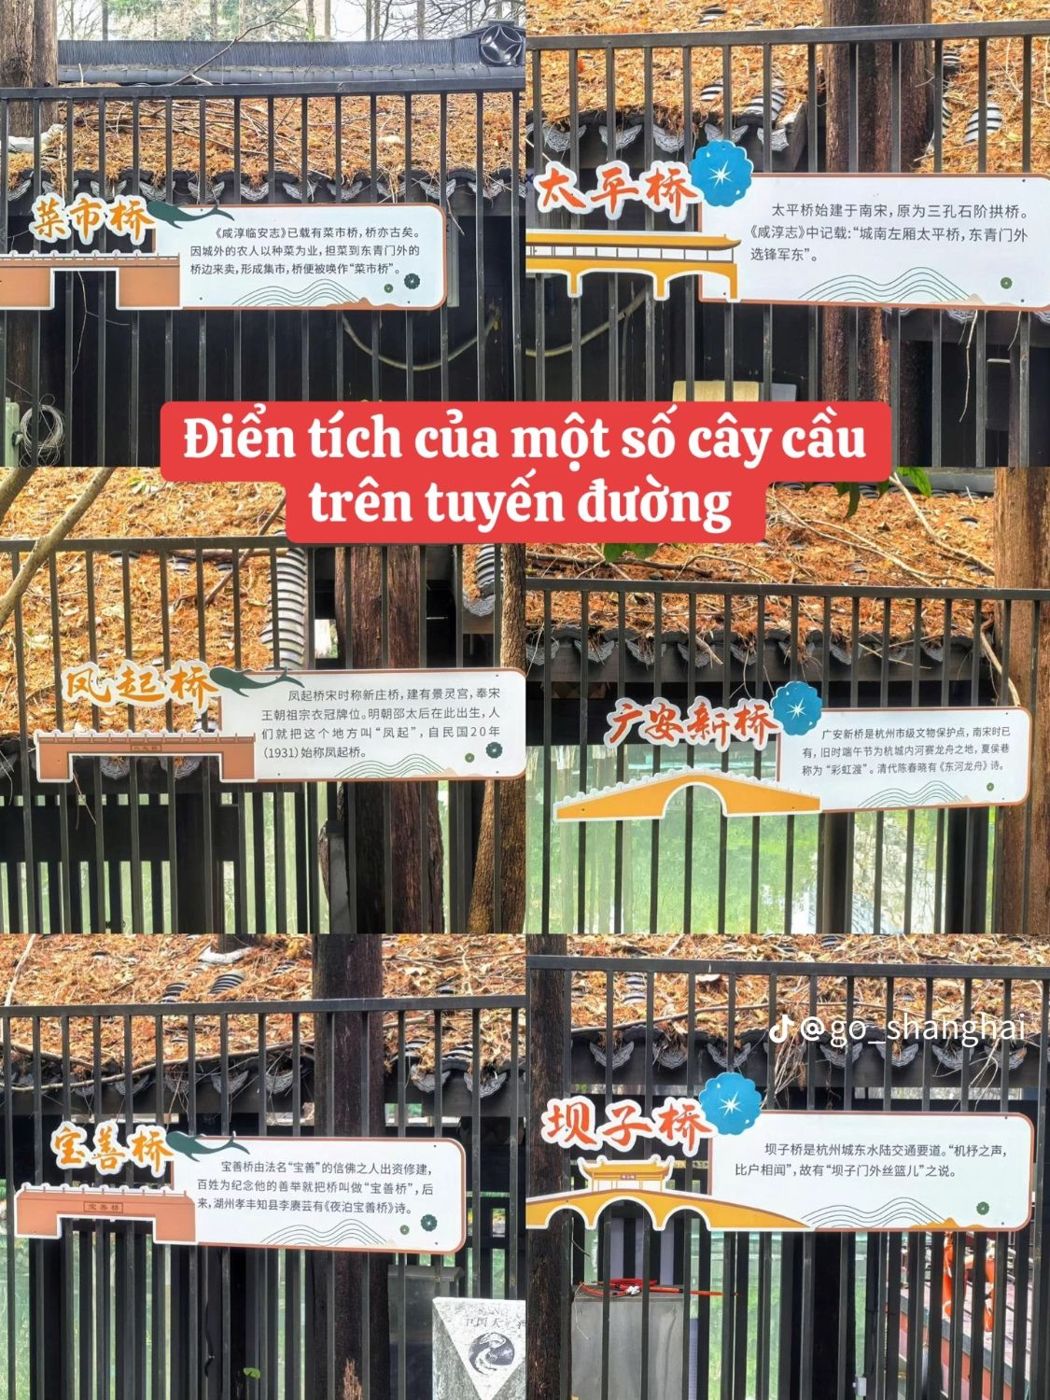 菜市桥
《咸淳临安志》已载有菜市桥，桥亦古矣。
因城外的农人以种菜为业，担菜到东青门外的
桥边来卖，形成集市，桥便被唤作“菜市桥”。
太平桥
太平桥始建于南宋，原为三孔石阶拱桥。
《咸淳志》中记载：“城南左厢太平桥，东青门外
选锋军东”。
Điển tích của một số cây cầu
trên tuyến đường
凤起桥
凤起桥宋时称新庄桥，建有景灵宫，奉宋
王朝祖宗衣冠牌位。明朝邵太后在此出生，人
们就把这个地方叫“凤起”，自民国20年
(1931)始称凤起桥。
广安新桥
广安新桥是杭州市级文物保护点，南宋时已
有，旧时端午节为杭城内河赛龙舟之地，夏侯巷
称为“彩虹渡”。清代陈春晓有《东河龙舟》诗。
@go_shanghai
宝善桥
宝善桥由法名“宝善”的信佛之人出资修建，
百姓为纪念他的善举就把桥叫做“宝善桥”，后
来，湖州孝丰知县李赓芸有《夜泊宝善桥》诗。
宝善桥
坝子桥
坝子桥是杭州城东水陆交通要道。“机杼之声，
比户相闻”，故有“坝子门外丝篮儿”之说。